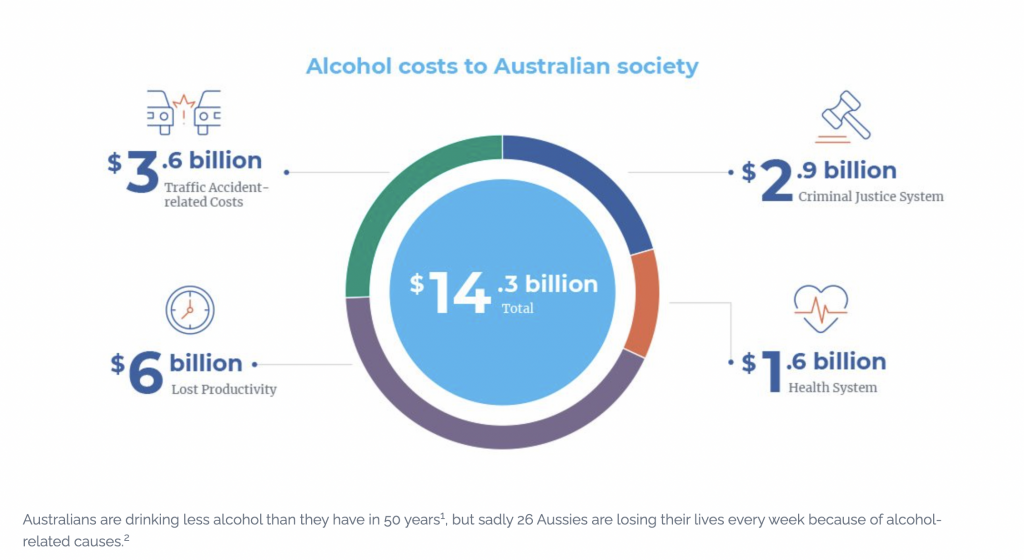 Alcohol costs to Australian society
$3.6 billion
Traffic Accident-
related Costs
$2.9 billion
Criminal Justice System
$14.3 billion
Total
$6 billion
Lost Productivity
$1.6 billion
Health System
Australians are drinking less alcohol than they have in 50 years¹, but sadly 26 Aussies are losing their lives every week because of alcohol-
related causes.²